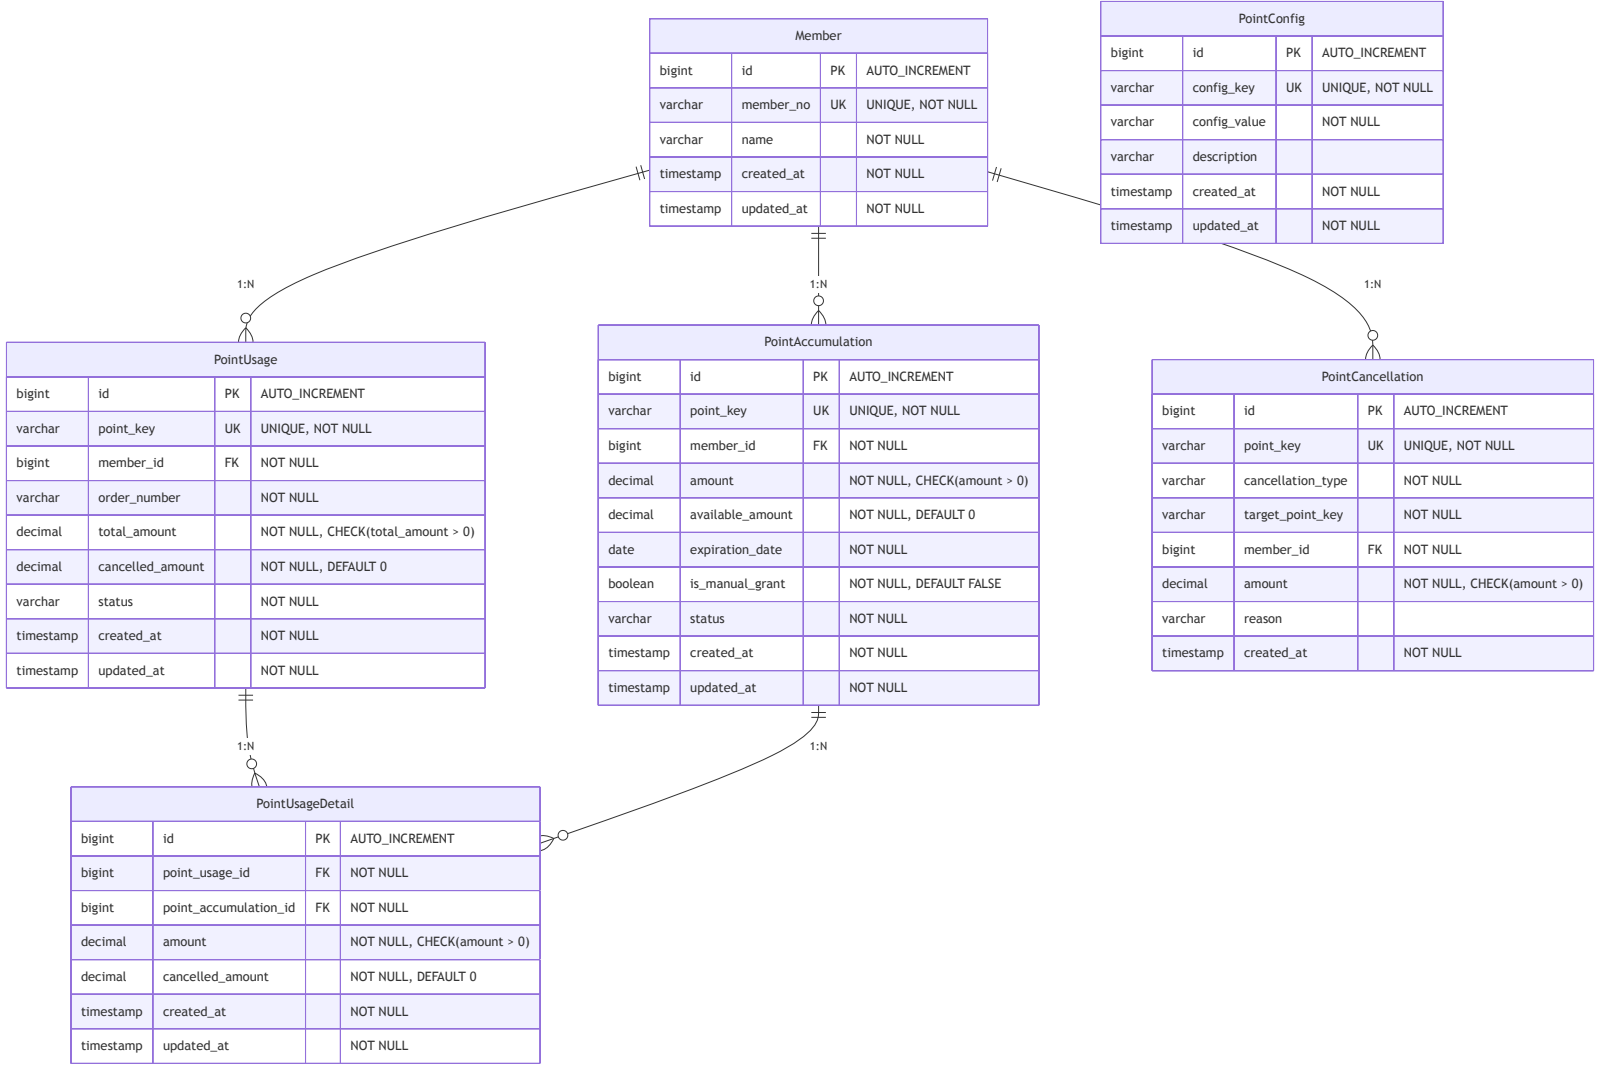 Member
bigint id PK AUTO_INCREMENT
varchar member_no UK UNIQUE, NOT NULL
varchar name NOT NULL
timestamp created_at NOT NULL
timestamp updated_at NOT NULL
PointConfig
bigint id PK AUTO_INCREMENT
varchar config_key UK UNIQUE, NOT NULL
varchar config_value NOT NULL
varchar description
timestamp created_at NOT NULL
timestamp updated_at NOT NULL
1:N
1:N
1:N
PointUsage
bigint id PK AUTO_INCREMENT
varchar point_key UK UNIQUE, NOT NULL
bigint member_id FK NOT NULL
varchar order_number NOT NULL
decimal total_amount NOT NULL, CHECK(total_amount > 0)
decimal cancelled_amount NOT NULL, DEFAULT 0
varchar status NOT NULL
timestamp created_at NOT NULL
timestamp updated_at NOT NULL
PointAccumulation
bigint id PK AUTO_INCREMENT
varchar point_key UK UNIQUE, NOT NULL
bigint member_id FK NOT NULL
decimal amount NOT NULL, CHECK(amount > 0)
decimal available_amount NOT NULL, DEFAULT 0
date expiration_date NOT NULL
boolean is_manual_grant NOT NULL, DEFAULT FALSE
varchar status NOT NULL
timestamp created_at NOT NULL
timestamp updated_at NOT NULL
PointCancellation
bigint id PK AUTO_INCREMENT
varchar point_key UK UNIQUE, NOT NULL
varchar cancellation_type NOT NULL
varchar target_point_key NOT NULL
bigint member_id FK NOT NULL
decimal amount NOT NULL, CHECK(amount > 0)
varchar reason
timestamp created_at NOT NULL
1:N
1:N
PointUsageDetail
bigint id PK AUTO_INCREMENT
bigint point_usage_id FK NOT NULL
bigint point_accumulation_id FK NOT NULL
decimal amount NOT NULL, CHECK(amount > 0)
decimal cancelled_amount NOT NULL, DEFAULT 0
timestamp created_at NOT NULL
timestamp updated_at NOT NULL